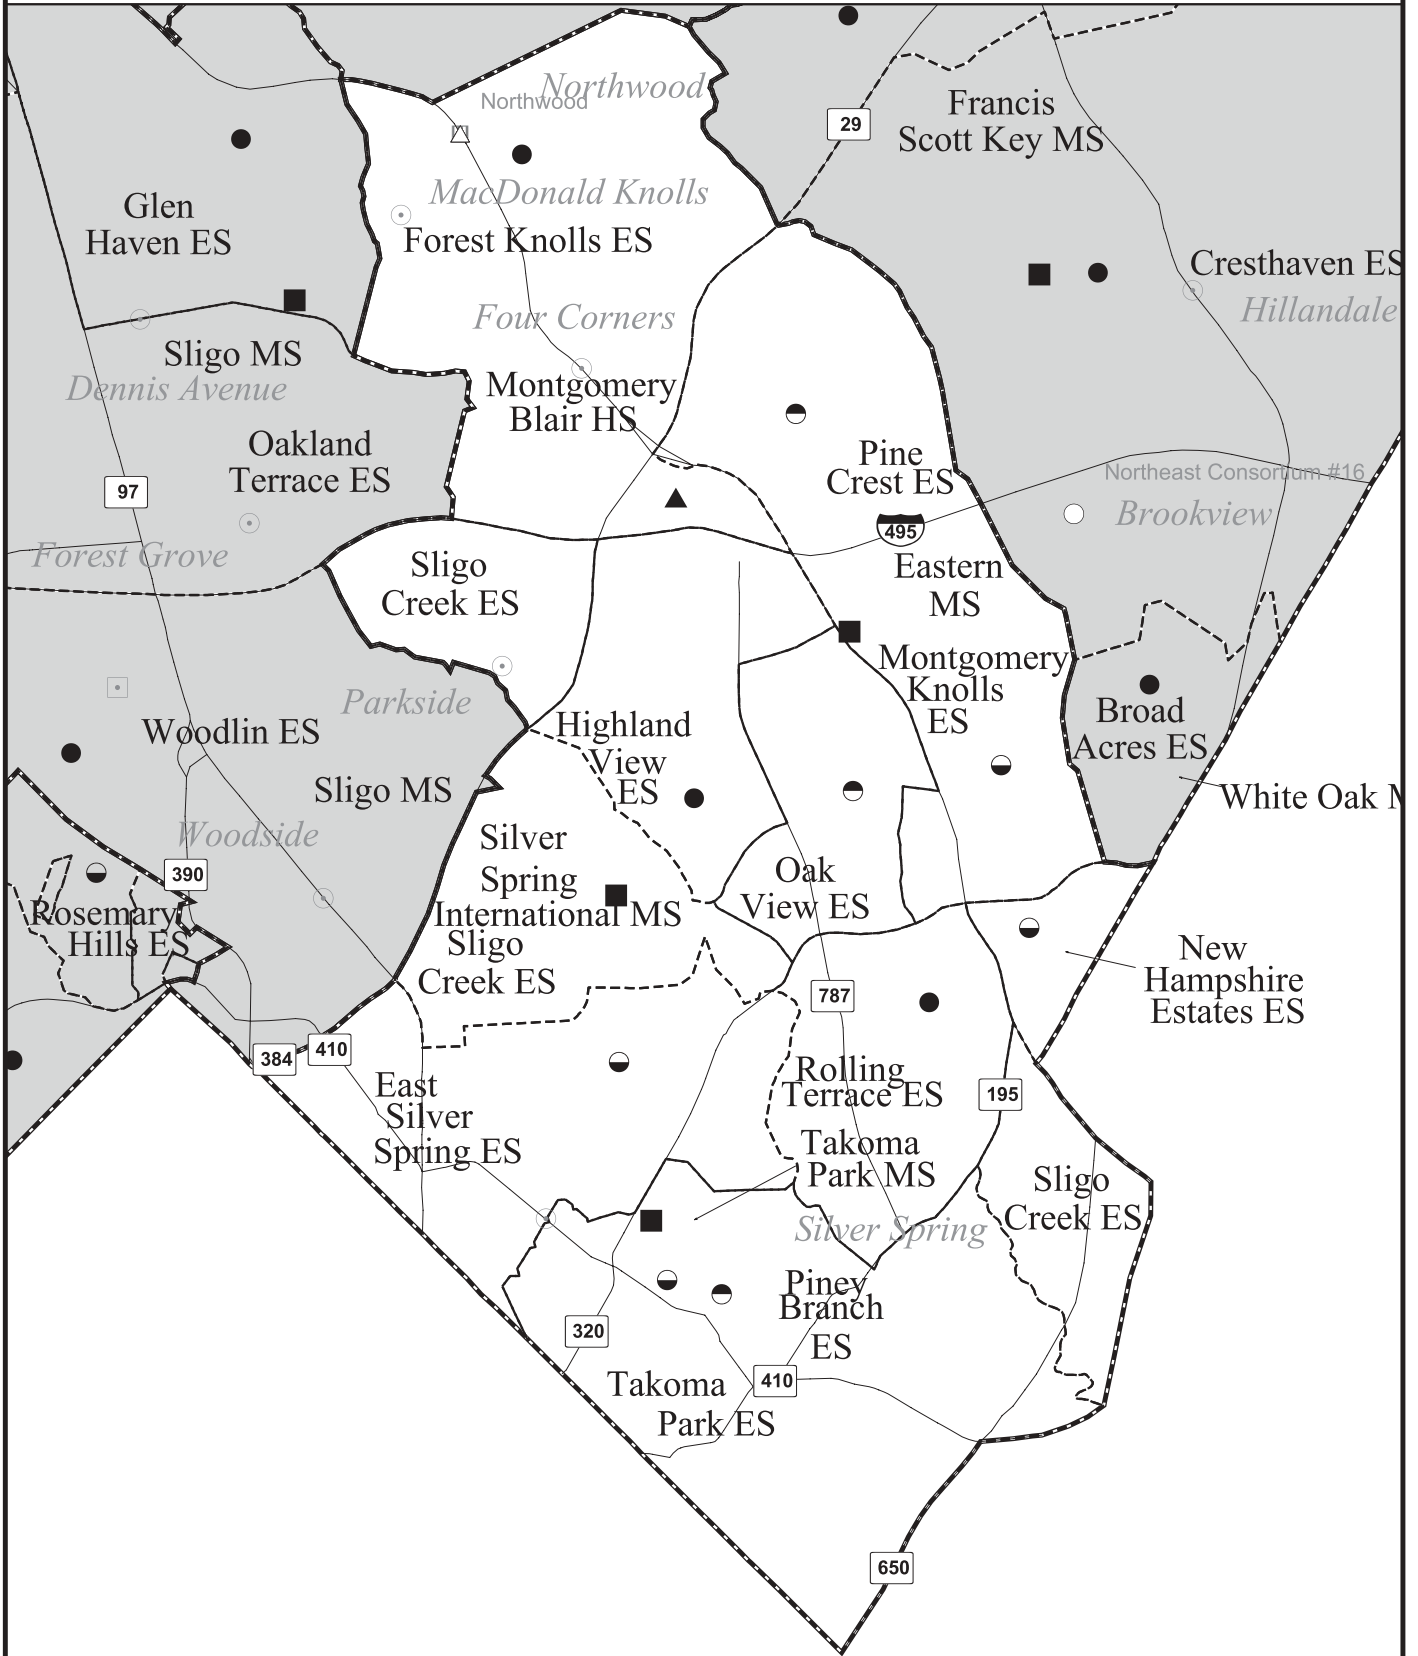 Northwood
Northwood
29
Francis
Scott Key MS
MacDonald Knolls
Glen
Haven ES
Forest Knolls ES
Cresthaven ES
Hillandale
Four Corners
Sligo MS
Dennis Avenue
Montgomery
Blair HS
Oakland
Terrace ES
Pine
Crest ES
97
Northeast Consortium #16
Brookview
495
Forest Grove
Sligo
Creek ES
Eastern
MS
Montgomery
Knolls
ES
Parkside
Woodlin ES
Highland
View
ES
Broad
Acres ES
Sligo MS
White Oak M
Woodside
Silver
Spring
International MS
390
Oak
View ES
Rosemary
Hills ES
Sligo
Creek ES
New
Hampshire
Estates ES
787
384
410
Rolling
Terrace ES
195
East
Silver
Spring ES
Takoma
Park MS
Sligo
Creek ES
Silver Spring
Piney
Branch
ES
320
Takoma
Park ES
410
650